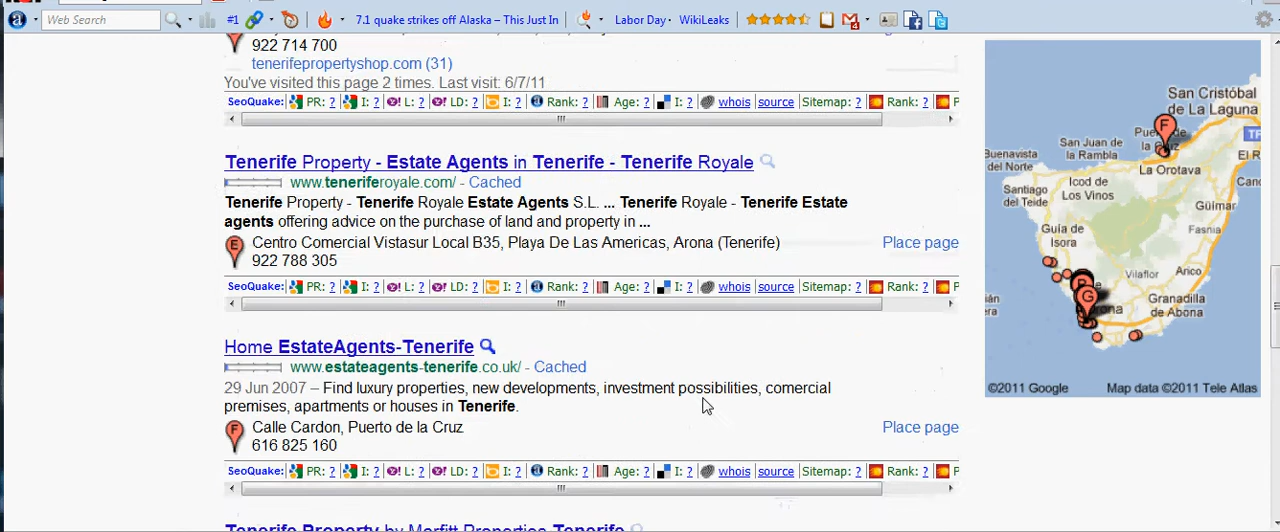 a Web Search #1 7.1 quake strikes off Alaska – This Just In Labor Day WikiLeaks
922 714 700
tenerifepropertyshop.com (31)
You've visited this page 2 times. Last visit: 6/7/11
SeoQuake: PR: ? I: ? L: ? LD: ? I: ? Rank: ? Age: ? I: ? whois source Sitemap: ? Rank: ? P
Tenerife Property - Estate Agents in Tenerife - Tenerife Royale
www.teneriferoyale.com/ - Cached
Tenerife Property - Tenerife Royale Estate Agents S.L. ... Tenerife Royale - Tenerife Estate
agents offering advice on the purchase of land and property in ...
E Centro Comercial Vistasur Local B35, Playa De Las Americas, Arona (Tenerife) Place page
922 788 305
SeoQuake: PR: ? I: ? L: ? LD: ? I: ? Rank: ? Age: ? I: ? whois source Sitemap: ? Rank: ? P
Home EstateAgents-Tenerife
www.estateagents-tenerife.co.uk/ - Cached
29 Jun 2007 – Find luxury properties, new developments, investment possibilities, comercial
premises, apartments or houses in Tenerife.
F Calle Cardon, Puerto de la Cruz Place page
616 825 160
SeoQuake: PR: ? I: ? L: ? LD: ? I: ? Rank: ? Age: ? I: ? whois source Sitemap: ? Rank: ? P
Tenerife Property by Merfitt Properties Tenerife
San Cristóbal
de La Laguna
F
San Juan de
la Rambla
La Orotava
Buenavista
del Norte
Icod de
Los Vinos
Santiago
del Teide
Güímar
Guía de
Isora
Fasnia
Vilaflor
Arico
G
Granadilla
de Abona
©2011 Google Map data ©2011 Tele Atlas